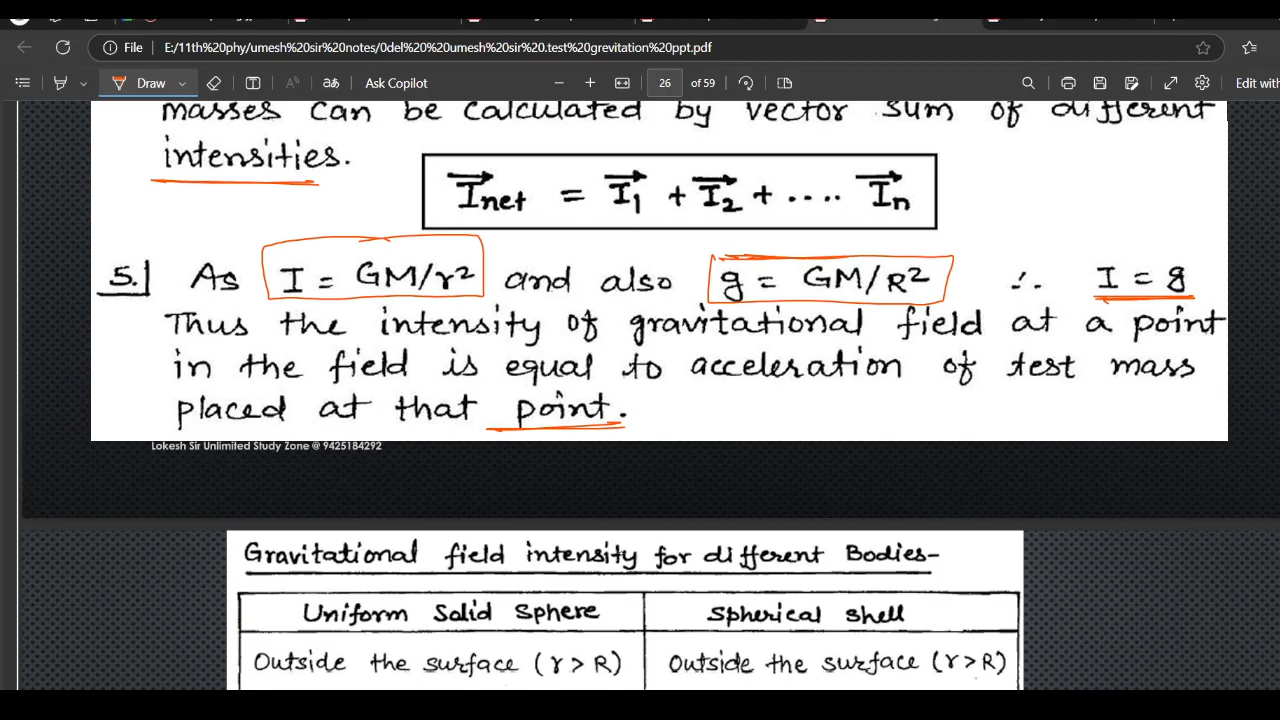 File E:/11th%20phy/umesh%20sir%20notes/0del%20%20umesh%20sir%20.test%20grevitation%20ppt.pdf
Draw Ask Copilot 26 of 59 Edit with
masses can be calculated by vector sum of different
intensities.
I⃗net = I⃗1 + I⃗2 + .... I⃗n
5. As I = GM/r² and also g = GM/R² ∴ I = g
Thus the intensity of gravitational field at a point
in the field is equal to acceleration of test mass
placed at that point.
Lokesh Sir Unlimited Study Zone @ 9425184292
Gravitational field intensity for different Bodies-
Uniform Solid Sphere Spherical shell
Outside the surface (r > R) Outside the surface (r > R)